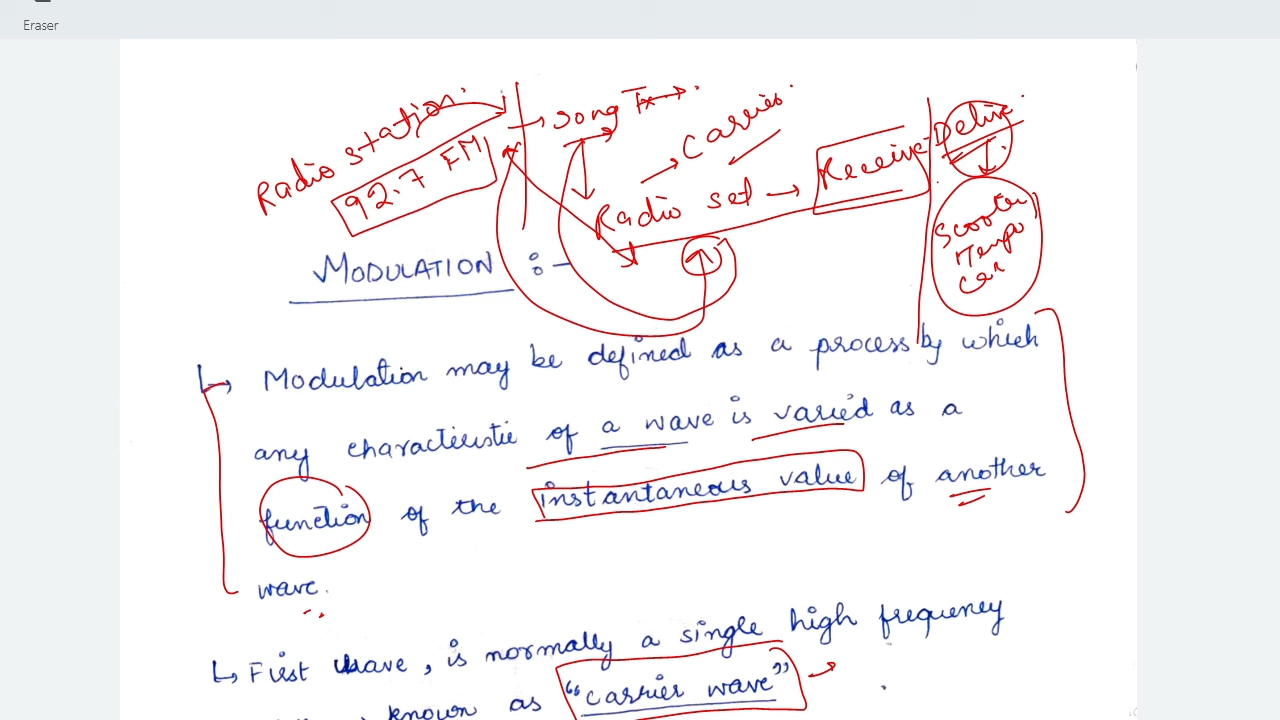 Eraser
Radio station.
92.7 FM
→ Song Tx →
→ Carrier.
Radio set → Receive
Deliver
Scooter,
Tempo
Car
MODULATION :-
↳ Modulation may be defined as a process by which
any characteristic of a wave is varied as a
function of the instantaneous value of another
wave.
↳ First wave, is normally a single high frequency
known as "carrier wave" →